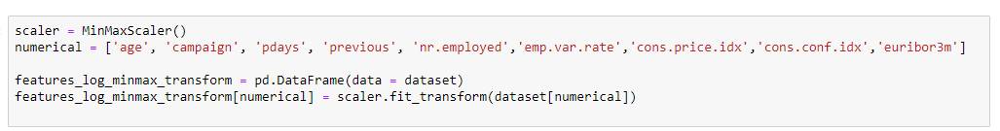 scaler = MinMaxScaler()
numerical = ['age', 'campaign', 'pdays', 'previous', 'nr.employed','emp.var.rate','cons.price.idx','cons.conf.idx','euribor3m']
features_log_minmax_transform = pd.DataFrame(data = dataset)
features_log_minmax_transform[numerical] = scaler.fit_transform(dataset[numerical])